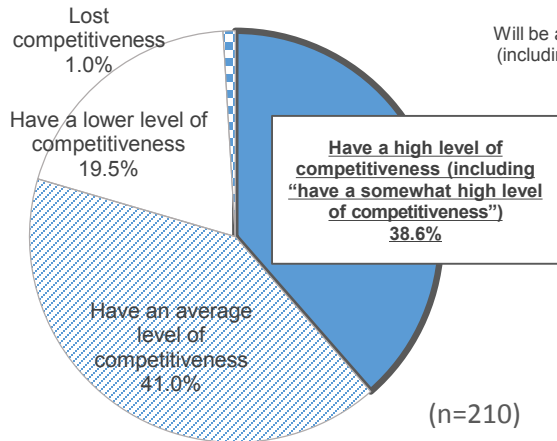 Lost
competitiveness
1.0%
Will be
(includin
Have a lower level of
competitiveness
19.5%
Have a high level of
competitiveness (including
“have a somewhat high level
of competitiveness”)
38.6%
Have an average
level of
competitiveness
41.0%
(n=210)